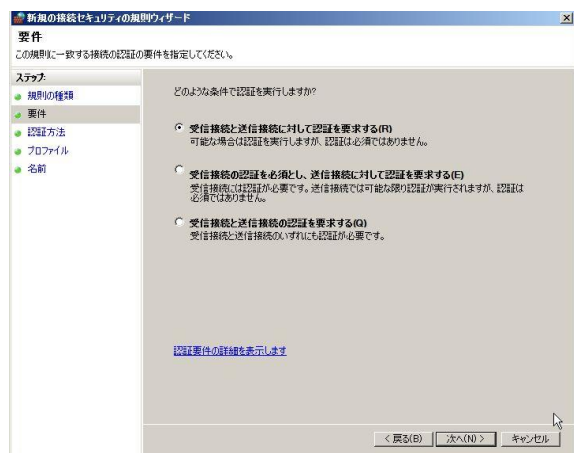 新規の接続セキュリティの規則ウィザード
要件
この規則に一致する接続の認証の要件を指定してください。
ステップ:
規則の種類
要件
認証方法
プロファイル
名前
どのような条件で認証を実行しますか?
受信接続と送信接続に対して認証を要求する(R)
可能な場合は認証を実行しますが、認証は必須ではありません。
受信接続の認証を必須とし、送信接続に対して認証を要求する(E)
受信接続には認証が必要です。送信接続では可能な限り認証が実行されますが、認証は
必須ではありません。
受信接続と送信接続の認証を要求する(Q)
受信接続と送信接続のいずれにも認証が必要です。
認証要件の詳細を表示します
< 戻る(B)
次へ(N) >
キャンセル